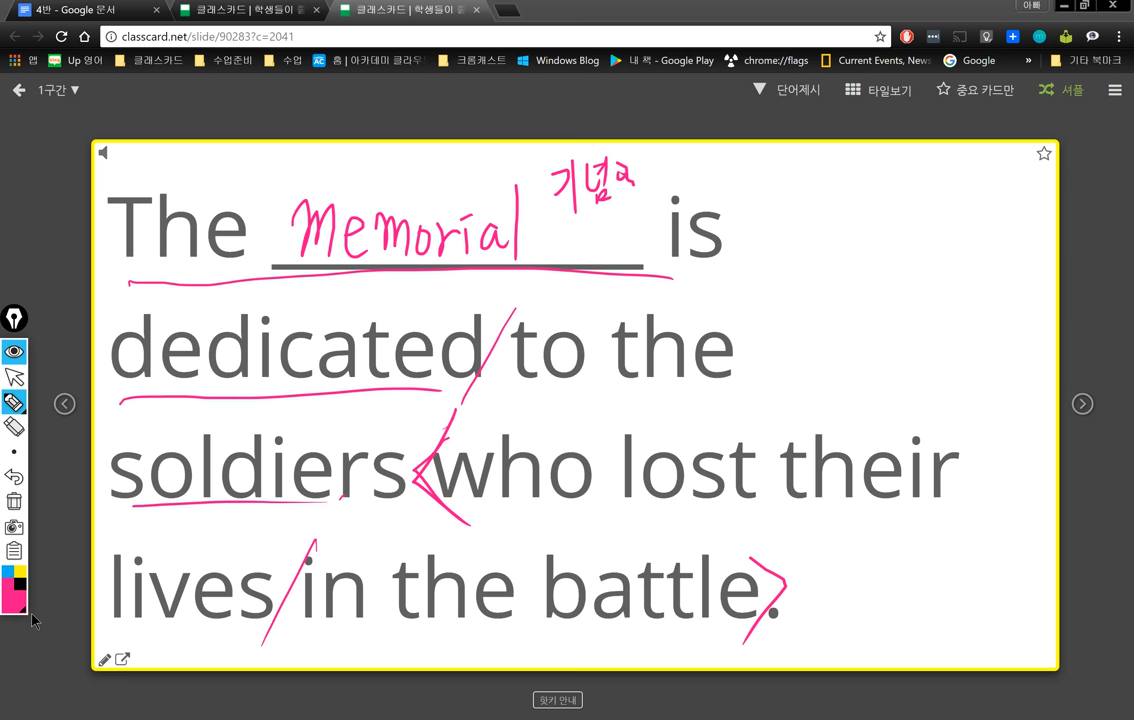 4반 - Google 문서
클래스카드 | 학생들이 좋
클래스카드 | 학생들이 좋
아빠
classcard.net/slide/90283?c=2041
앱 Up 영어 클래스카드 수업준비 수업 홈 | 아카데미 클라우 크롬캐스트 Windows Blog 내 책 - Google Play chrome://flags Current Events, News Google » 기타 북마크
1구간 ▼ ▼ 단어제시 타일보기 중요 카드만 셔플
기념
The Memorial is
dedicated to the
soldiers who lost their
lives in the battle.
핫키 안내